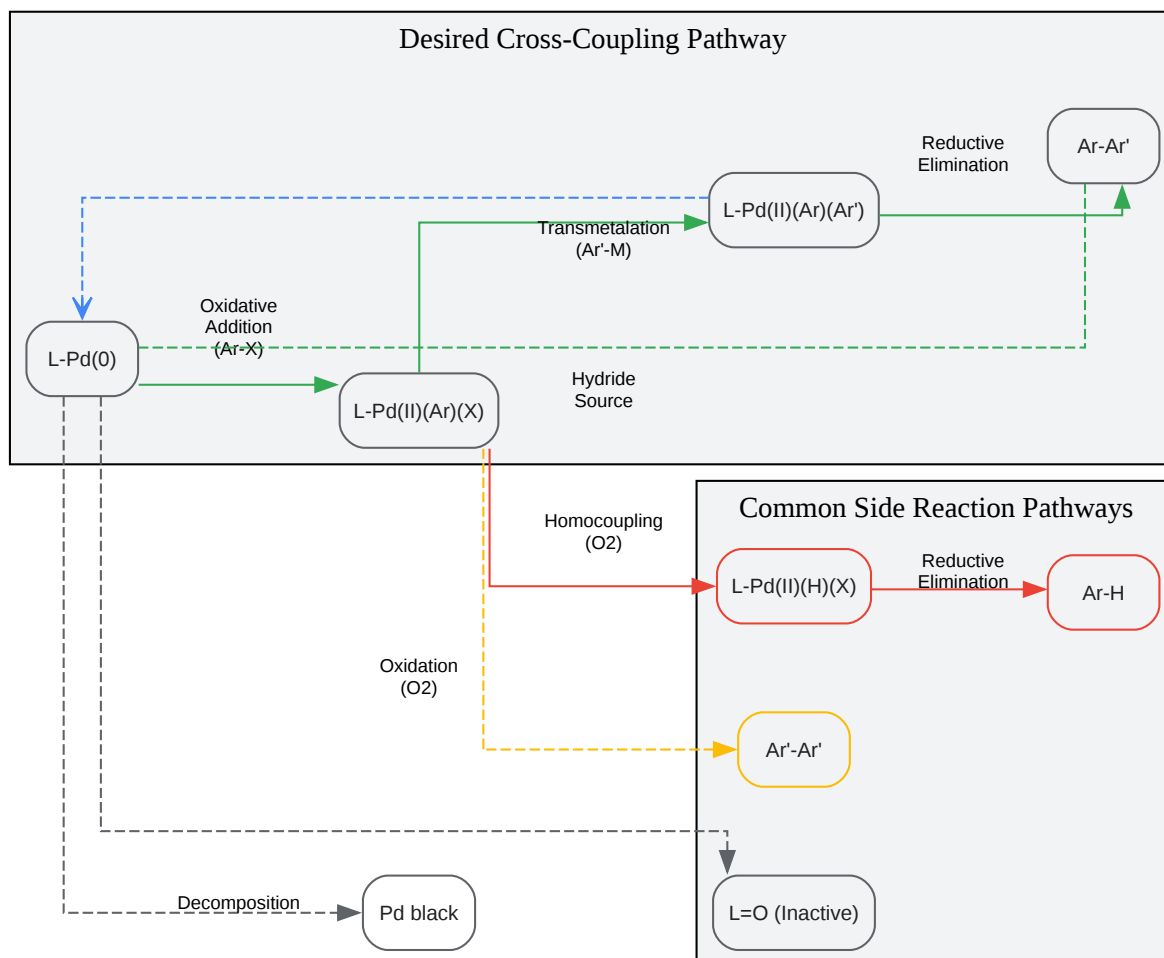 Desired Cross-Coupling Pathway
Reductive
Elimination
Ar-Ar'
L-Pd(II)(Ar)(Ar')
Transmetalation
(Ar'-M)
Oxidative
Addition
(Ar-X)
L-Pd(0)
L-Pd(II)(Ar)(X)
Hydride
Source
Common Side Reaction Pathways
Homocoupling
(O2)
L-Pd(II)(H)(X)
Reductive
Elimination
Ar-H
Oxidation
(O2)
Ar'-Ar'
Decomposition
Pd black
L=O (Inactive)